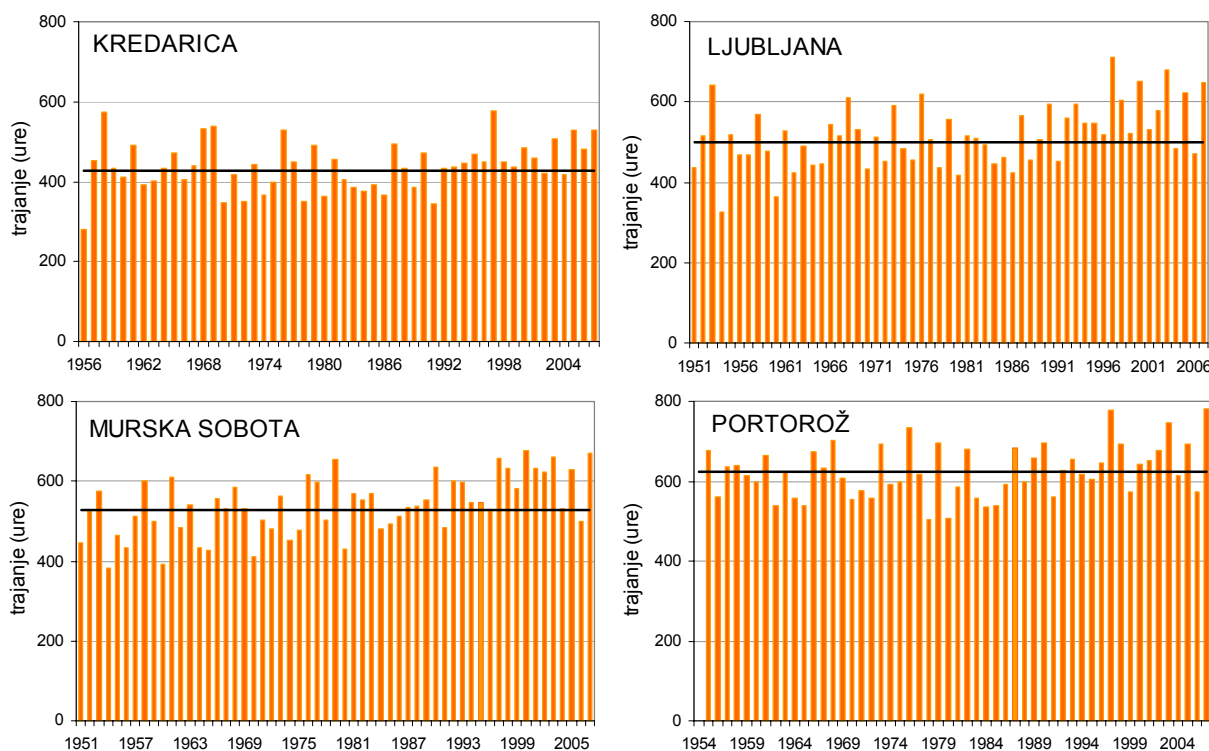 KREDARICA
trajanje (ure)
800
600
400
200
0
1956 1962 1968 1974 1980 1986 1992 1998 2004
LJUBLJANA
trajanje (ure)
800
600
400
200
0
1951 1956 1961 1966 1971 1976 1981 1986 1991 1996 2001 2006
MURSKA SOBOTA
trajanje (ure)
800
600
400
200
0
1951 1957 1963 1969 1975 1981 1987 1993 1999 2005
PORTOROŽ
trajanje (ure)
800
600
400
200
0
1954 1959 1964 1969 1974 1979 1984 1989 1994 1999 2004